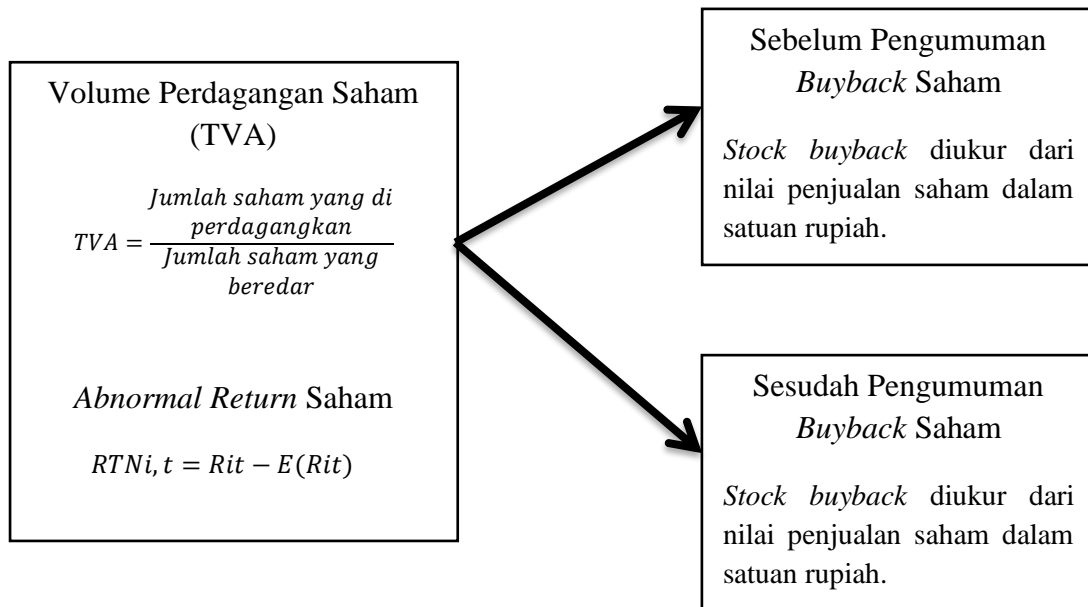 Volume Perdagangan Saham
(TVA)
Jumlah saham yang di
perdagangkan
TVA =
Jumlah saham yang
beredar
Abnormal Return Saham
RTNi, t = Rit − E(Rit)
Sebelum Pengumuman
Buyback Saham
Stock buyback diukur dari
nilai penjualan saham dalam
satuan rupiah.
Sesudah Pengumuman
Buyback Saham
Stock buyback diukur dari
nilai penjualan saham dalam
satuan rupiah.